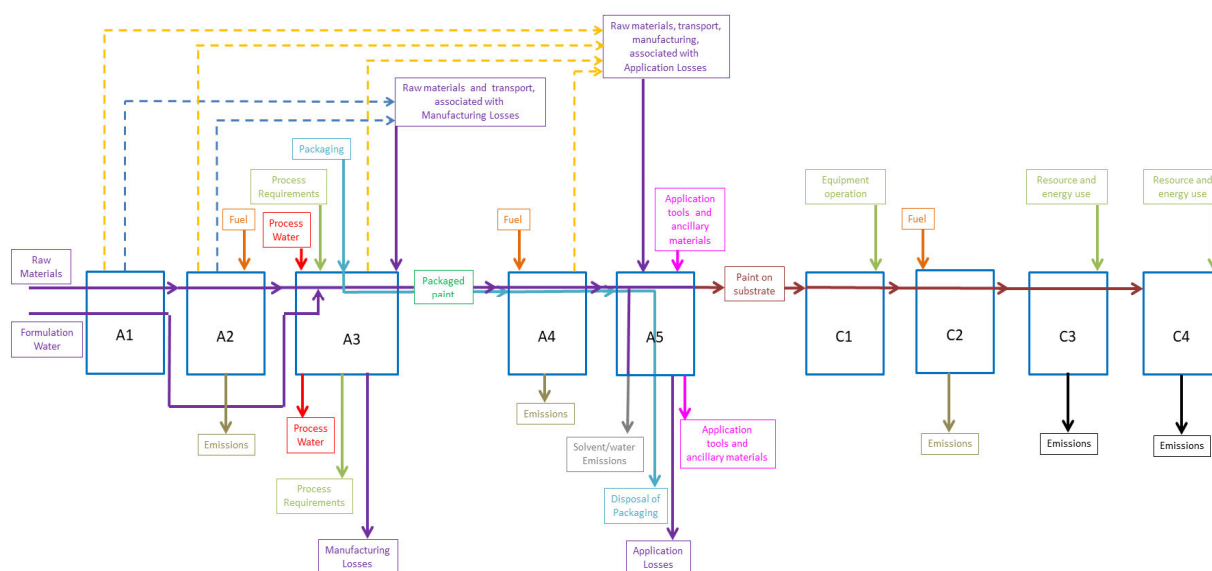 Raw materials, transport,
manufacturing,
associated with
Application Losses
Raw materials and transport,
associated with
Manufacturing Losses
Packaging
Process
Requirements
Fuel
Process
Water
Fuel
Application
tools and
ancillary
materials
Equipment
operation
Fuel
Resource and
energy use
Resource and
energy use
Raw
Materials
Formulation
Water
Packaged
paint
Paint on
substrate
A1
A2
A3
A4
A5
C1
C2
C3
C4
Emissions
Process
Water
Process
Requirements
Manufacturing
Losses
Emissions
Solvent/water
Emissions
Disposal of
Packaging
Application
Losses
Application
tools and
ancillary materials
Emissions
Emissions
Emissions